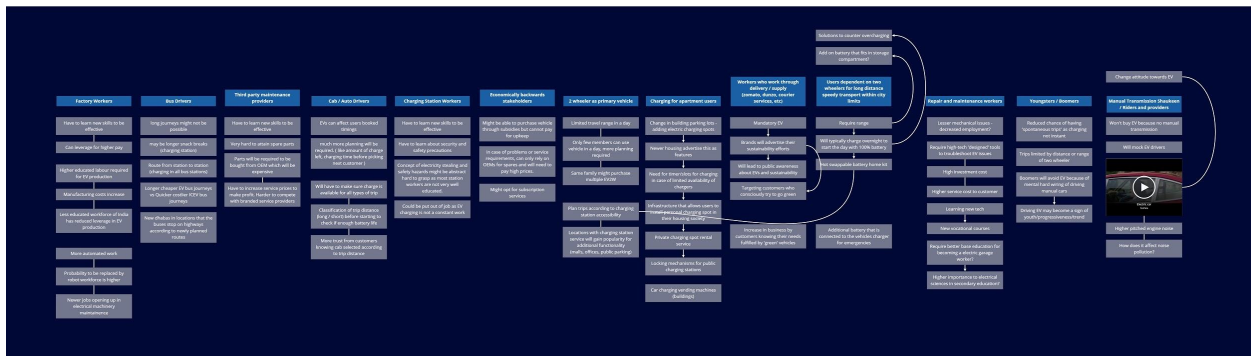 Factory Workers
Have to learn new skills to be
effective
Can leverage for higher pay
Higher educated labour required
for EV production
Manufacturing costs increase
Less educated workforce of India
has reduced leverage in EV
production
More automated work
Probability to be replaced by
robot workforce is higher
Newer jobs opening up in
electrical machinery
maintainence
Bus Drivers
long journeys might not be
possible
may be longer snack breaks
(charging station)
Route from station to station
(charging in all bus stations)
Longer cheaper EV bus journeys
vs Quicker costlier ICEV bus
journeys
New dhabas in locations that the
buses stop on highways
according to newly planned
routes
Third party maintenance
providers
Have to learn new skills to be
effective
Very hard to attain spare parts
Parts will be required to be
bought from OEM which will be
expensive
Have to increase service prices to
make profit. Harder to compete
with branded service providers
Cab / Auto Drivers
EVs can affect users booked
timings
much more planning will be
required. ( like amount of charge
left, charging time before picking
next customer )
Will have to make sure charge is
available for all types of trip
Classification of trip distance
(long / short) before starting to
check if enough battery life
More trust from customers
knowing cab selected according
to trip distance
Charging Station Workers
Have to learn new skills to be
effective
Have to learn about security and
safety precautions
Concept of electricity stealing and
safety hazards might be abstract
hard to grasp as most station
workers are not very well
educated.
Could be put out of job as EV
charging is not a constant work
Economically backwards
stakeholders
Might be able to purchase vehicle
through subsidies but cannot pay
for upkeep
In case of problems or service
requirements, can only rely on
OEMs for spares and will need to
pay high prices.
Might opt for subscription
services
2 wheeler as primary vehicle
Limited travel range in a day
Only few members can use
vehicle in a day, more planning
required
Same family might purchase
multiple EV2W
Plan trips according to charging
station accessibility
Locations with charging station
service will gain popularity for
additional functionality
(malls, offices, public parking)
Charging for apartment users
Change in building parking lots -
adding electric charging spots
Newer housing advertise this as
features
Need for timer/slots for charging
in case of limited availability of
chargers
Infrastructure that allows users to
install personal charging spot in
their housing society
Private charging spot rental
service
Locking mechanisms for public
charging stations
Car charging vending machines
(buildings)
Workers who work through
delivery / supply
(zomato, dunzo, courier
services, etc)
Mandatory EV
Brands will advertise their
sustainability efforts
Will lead to public awareness
about EVs and sustainability
Targeting customers who
consciously try to go green
Increase in business by
customers knowing their needs
fulfilled by 'green' vehicles
Solutions to counter overcharging
Add on battery that fits in storage
compartment?
Users dependent on two
wheelers for long distance
speedy transport within city
limits
Require range
Will typically charge overnight to
start the day with 100% battery
Hot swappable battery home kit
Additional battery that is
connected to the vehicles charger
for emergencies
Repair and maintenance workers
Lesser mechanical issues -
decreased employment?
Require high-tech 'designed' tools
to troubleshoot EV issues
High investment cost
Higher service cost to customer
Learning new tech
New vocational courses
Require better base education for
becoming a electric garage
worker?
Higher importance to electrical
sciences in secondary education?
Youngsters / Boomers
Reduced chance of having
'spontaneous trips' as charging
not instant
Trips limited by distance or range
of two wheeler
Boomers will avoid EV because of
mental hard wiring of driving
manual cars
Driving EV may become a sign of
youth/progressiveness/trend
Change attitude towards EV
Manual Transmission Shaukeen
/ Riders and providers
Won't buy EV because no manual
transmission
Will mock EV drivers
Higher pitched engine noise
How does it affect noise
pollution?